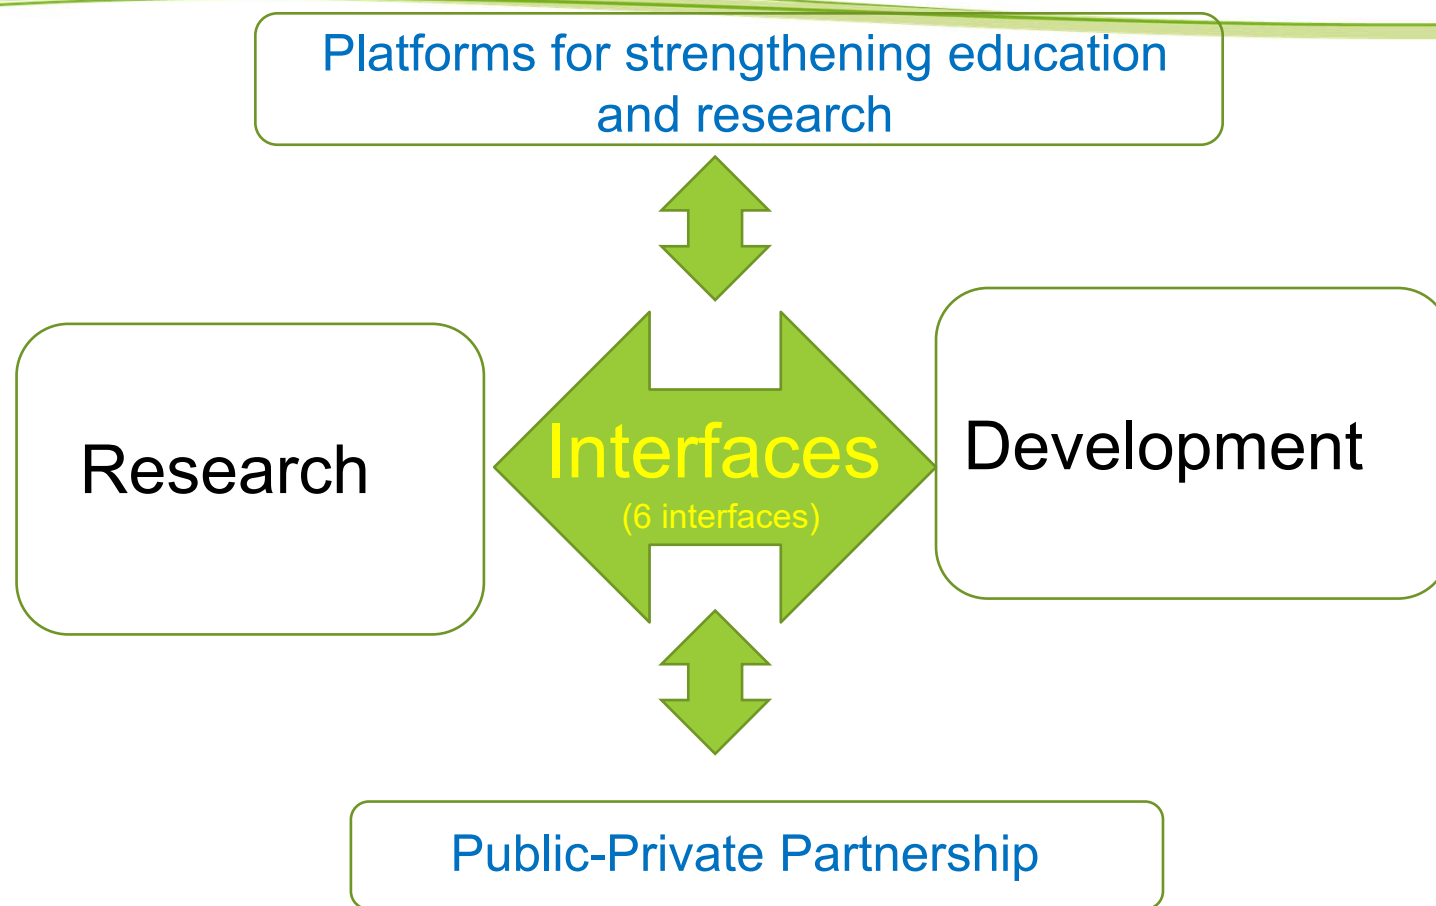 Platforms for strengthening education
and research
Research
Interfaces
(6 interfaces)
Development
Public-Private Partnership